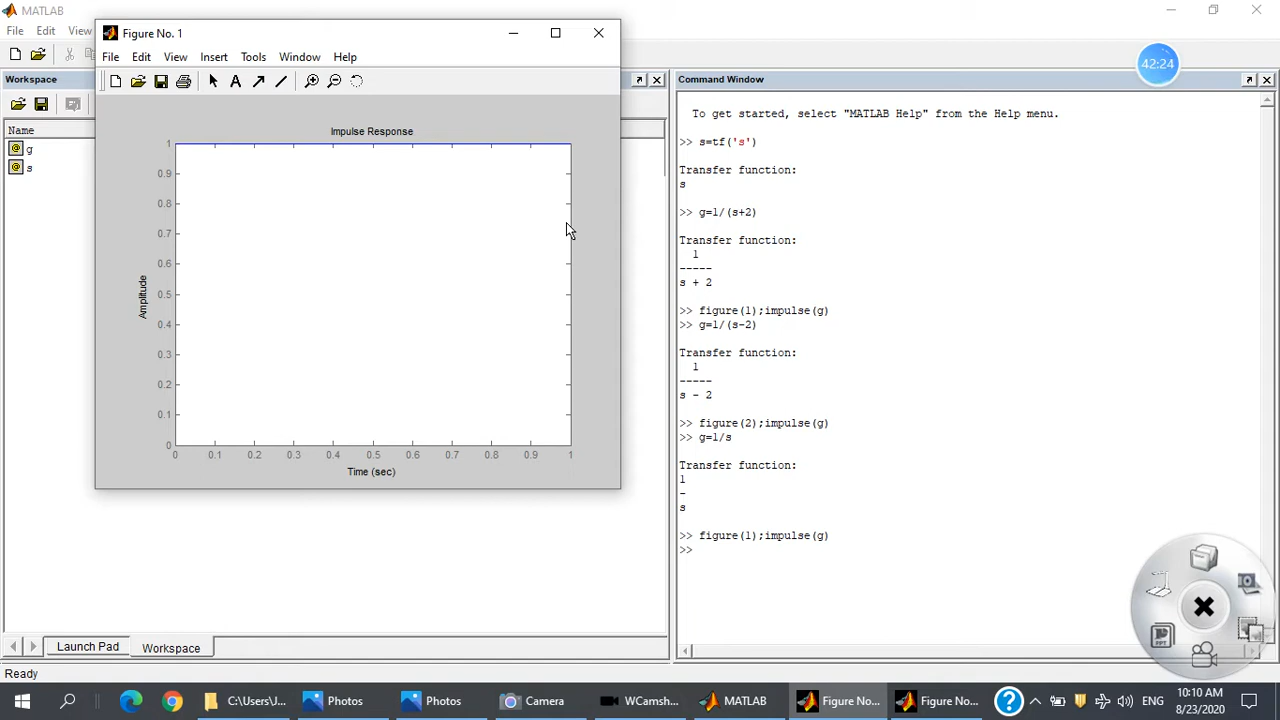 MATLAB
File Edit View
Workspace
Name
g
s
Launch Pad Workspace
Ready
Figure No. 1
File Edit View Insert Tools Window Help
Impulse Response
1
0.9
0.8
0.7
0.6
0.5
0.4
0.3
0.2
0.1
0
Amplitude
0 0.1 0.2 0.3 0.4 0.5 0.6 0.7 0.8 0.9 1
Time (sec)
Command Window
To get started, select "MATLAB Help" from the Help menu.
>> s=tf('s')
Transfer function:
s
>> g=1/(s+2)
Transfer function:
1
-----
s + 2
>> figure(1);impulse(g)
>> g=1/(s-2)
Transfer function:
1
-----
s - 2
>> figure(2);impulse(g)
>> g=1/s
Transfer function:
1
-
s
>> figure(1);impulse(g)
>>
42:24
PPT
C:\Users\J... Photos Photos Camera WCamsh... MATLAB Figure No... Figure No... ENG
10:10 AM
8/23/2020